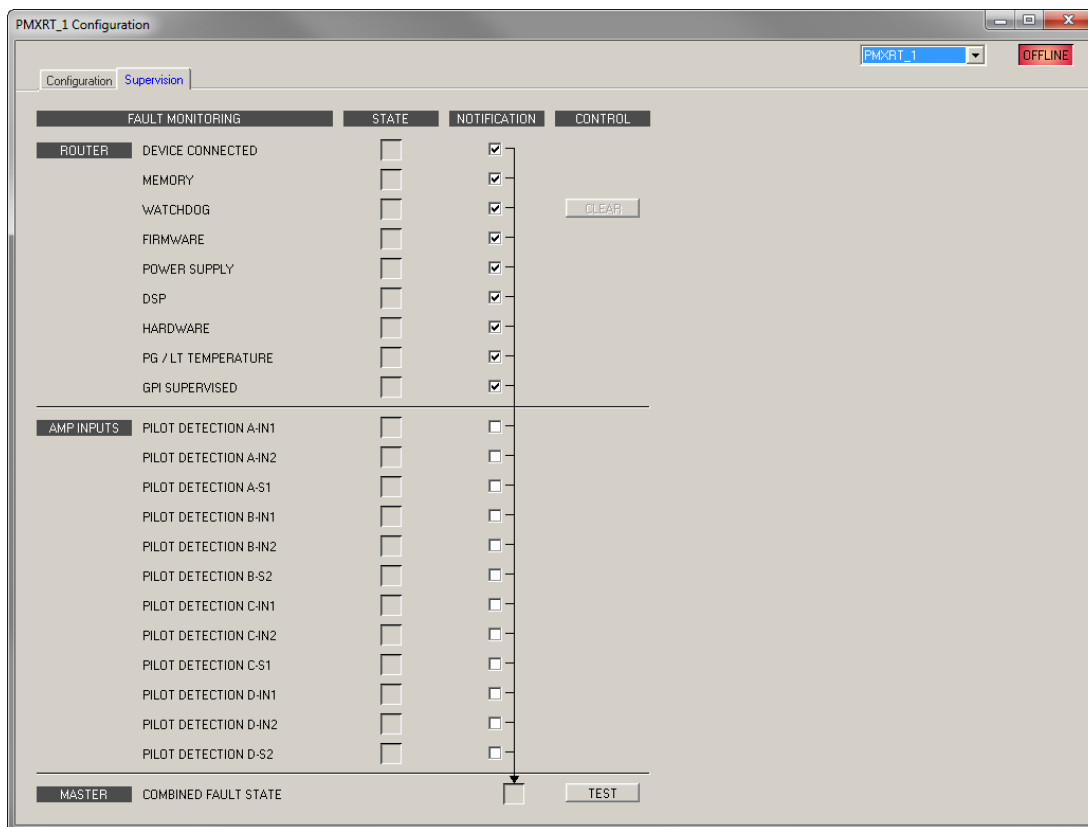 PMXRT_1 Configuration
PMXRT_1 OFFLINE
Configuration Supervision
FAULT MONITORING STATE NOTIFICATION CONTROL
ROUTER DEVICE CONNECTED
MEMORY
WATCHDOG CLEAR
FIRMWARE
POWER SUPPLY
DSP
HARDWARE
PG / LT TEMPERATURE
GPI SUPERVISED
AMP INPUTS PILOT DETECTION A-IN1
PILOT DETECTION A-IN2
PILOT DETECTION A-S1
PILOT DETECTION B-IN1
PILOT DETECTION B-IN2
PILOT DETECTION B-S2
PILOT DETECTION C-IN1
PILOT DETECTION C-IN2
PILOT DETECTION C-S1
PILOT DETECTION D-IN1
PILOT DETECTION D-IN2
PILOT DETECTION D-S2
MASTER COMBINED FAULT STATE TEST